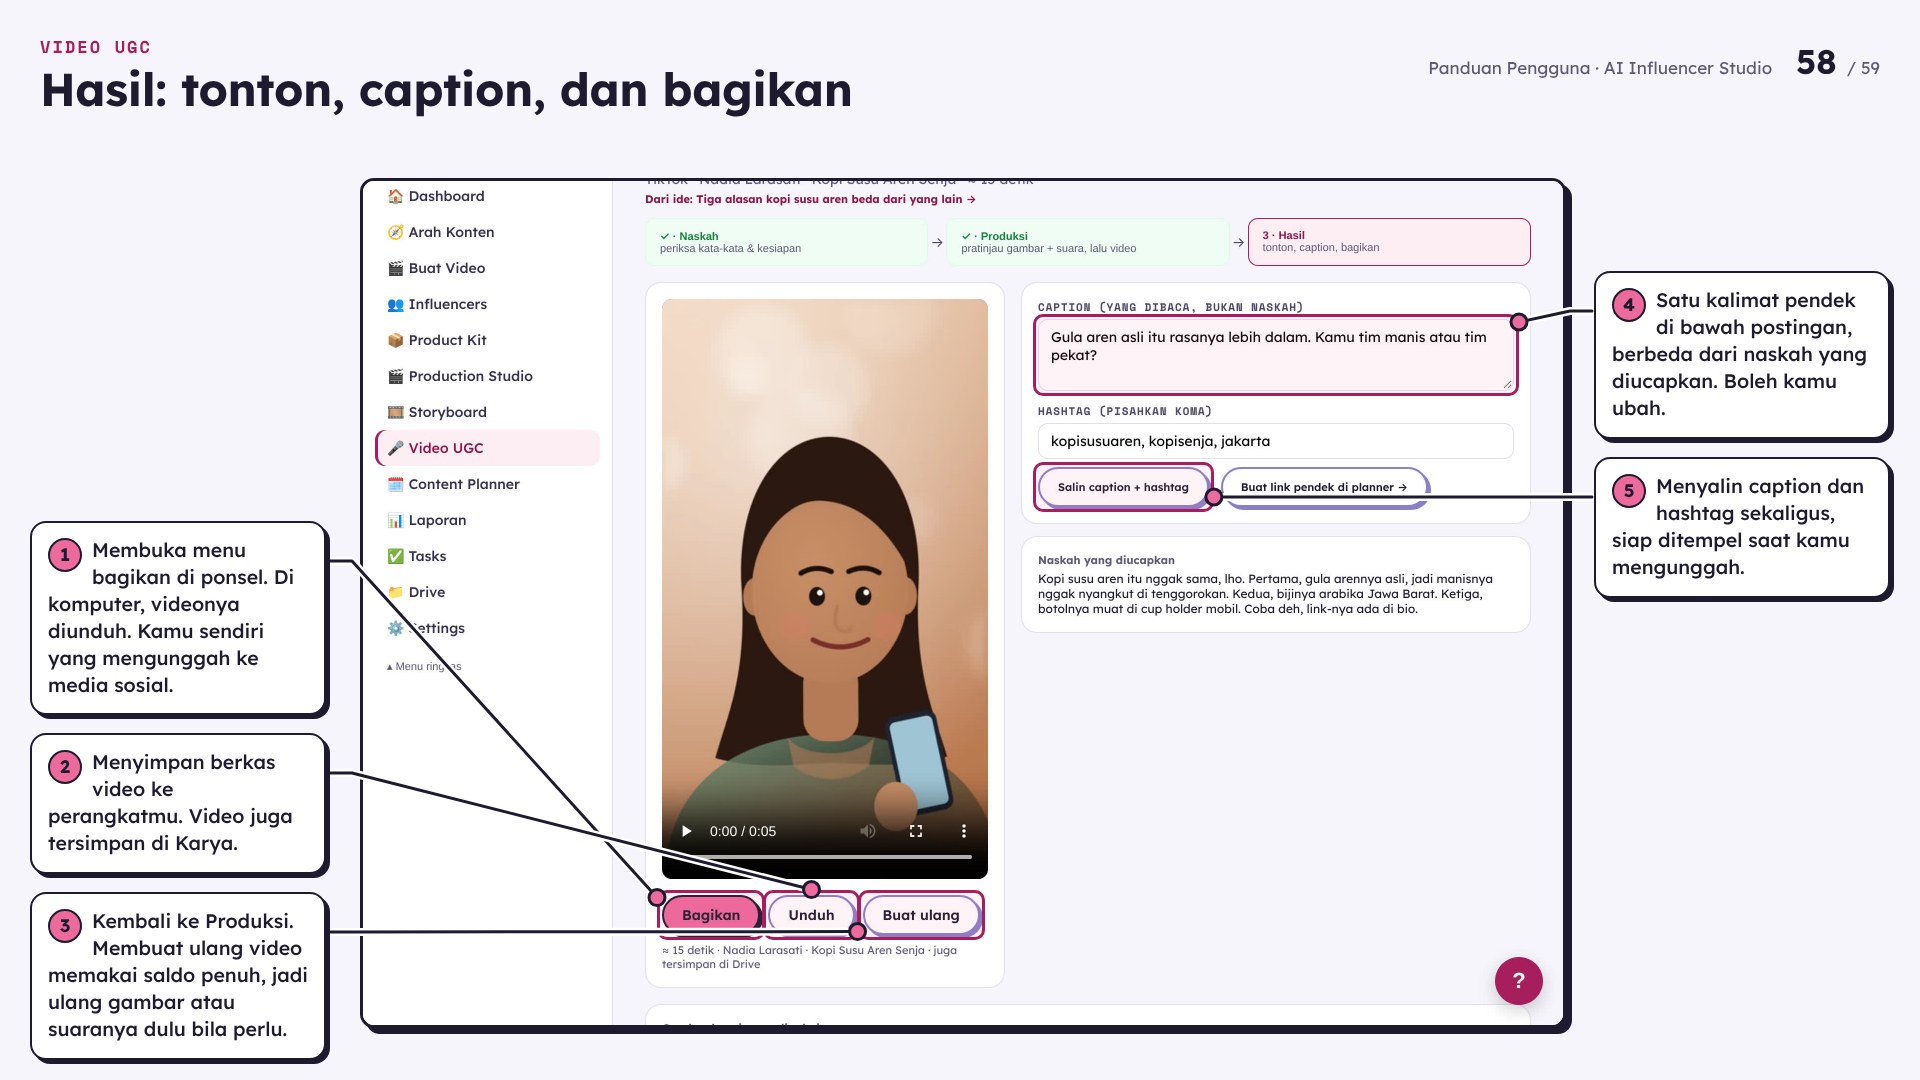 VIDEO UGC
Hasil: tonton, caption, dan bagikan
Panduan Pengguna · AI Influencer Studio 58 / 59
1 Membuka menu
bagikan di ponsel. Di
komputer, videonya
diunduh. Kamu sendiri
yang mengunggah ke
media sosial.
2 Menyimpan berkas
video ke
perangkatmu. Video juga
tersimpan di Karya.
3 Kembali ke Produksi.
Membuat ulang video
memakai saldo penuh, jadi
ulang gambar atau
suaranya dulu bila perlu.
Dashboard
Arah Konten
Buat Video
Influencers
Product Kit
Production Studio
Storyboard
Video UGC
Content Planner
Laporan
Tasks
Drive
Settings
▴ Menu ringkas
TikTok · Nadia Larasati · Kopi Susu Aren Senja · ≈ 15 detik
Dari ide: Tiga alasan kopi susu aren beda dari yang lain →
✓ · Naskah
periksa kata-kata & kesiapan
→
✓ · Produksi
pratinjau gambar + suara, lalu video
→
3 · Hasil
tonton, caption, bagikan
0:00 / 0:05
Bagikan
Unduh
Buat ulang
≈ 15 detik · Nadia Larasati · Kopi Susu Aren Senja · juga
tersimpan di Drive
CAPTION (YANG DIBACA, BUKAN NASKAH)
Gula aren asli itu rasanya lebih dalam. Kamu tim manis atau tim
pekat?
HASHTAG (PISAHKAN KOMA)
kopisusuaren, kopisenja, jakarta
Salin caption + hashtag
Buat link pendek di planner →
Naskah yang diucapkan
Kopi susu aren itu nggak sama, lho. Pertama, gula arennya asli, jadi manisnya
nggak nyangkut di tenggorokan. Kedua, bijinya arabika Jawa Barat. Ketiga,
botolnya muat di cup holder mobil. Coba deh, link-nya ada di bio.
?
4 Satu kalimat pendek
di bawah postingan,
berbeda dari naskah yang
diucapkan. Boleh kamu
ubah.
5 Menyalin caption dan
hashtag sekaligus,
siap ditempel saat kamu
mengunggah.